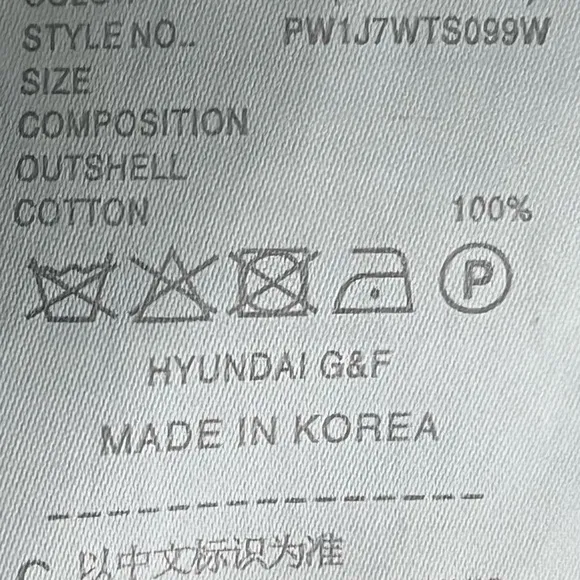 STYLE NO.. PW1J7WTS099W
SIZE
COMPOSITION
OUTSHELL
COTTON 100%
P
HYUNDAI G&F
MADE IN KOREA
以中文标识为准